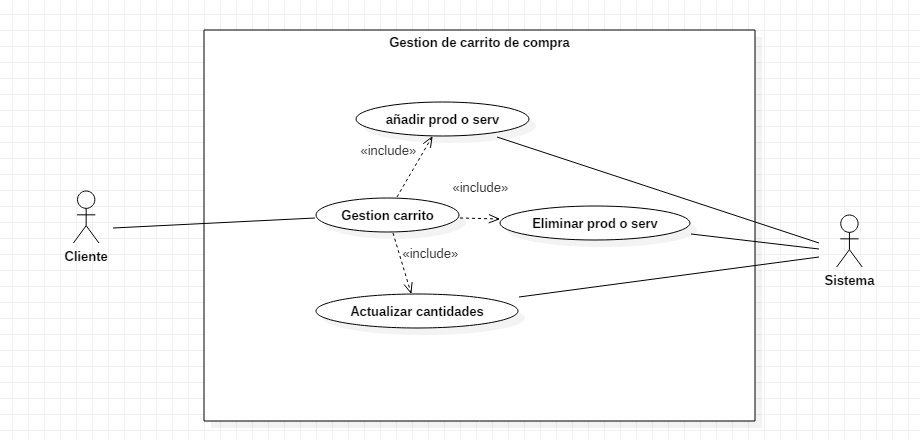 Gestion de carrito de compra
añadir prod o serv
«include»
«include»
Gestion carrito
Eliminar prod o serv
Cliente
«include»
Sistema
Actualizar cantidades